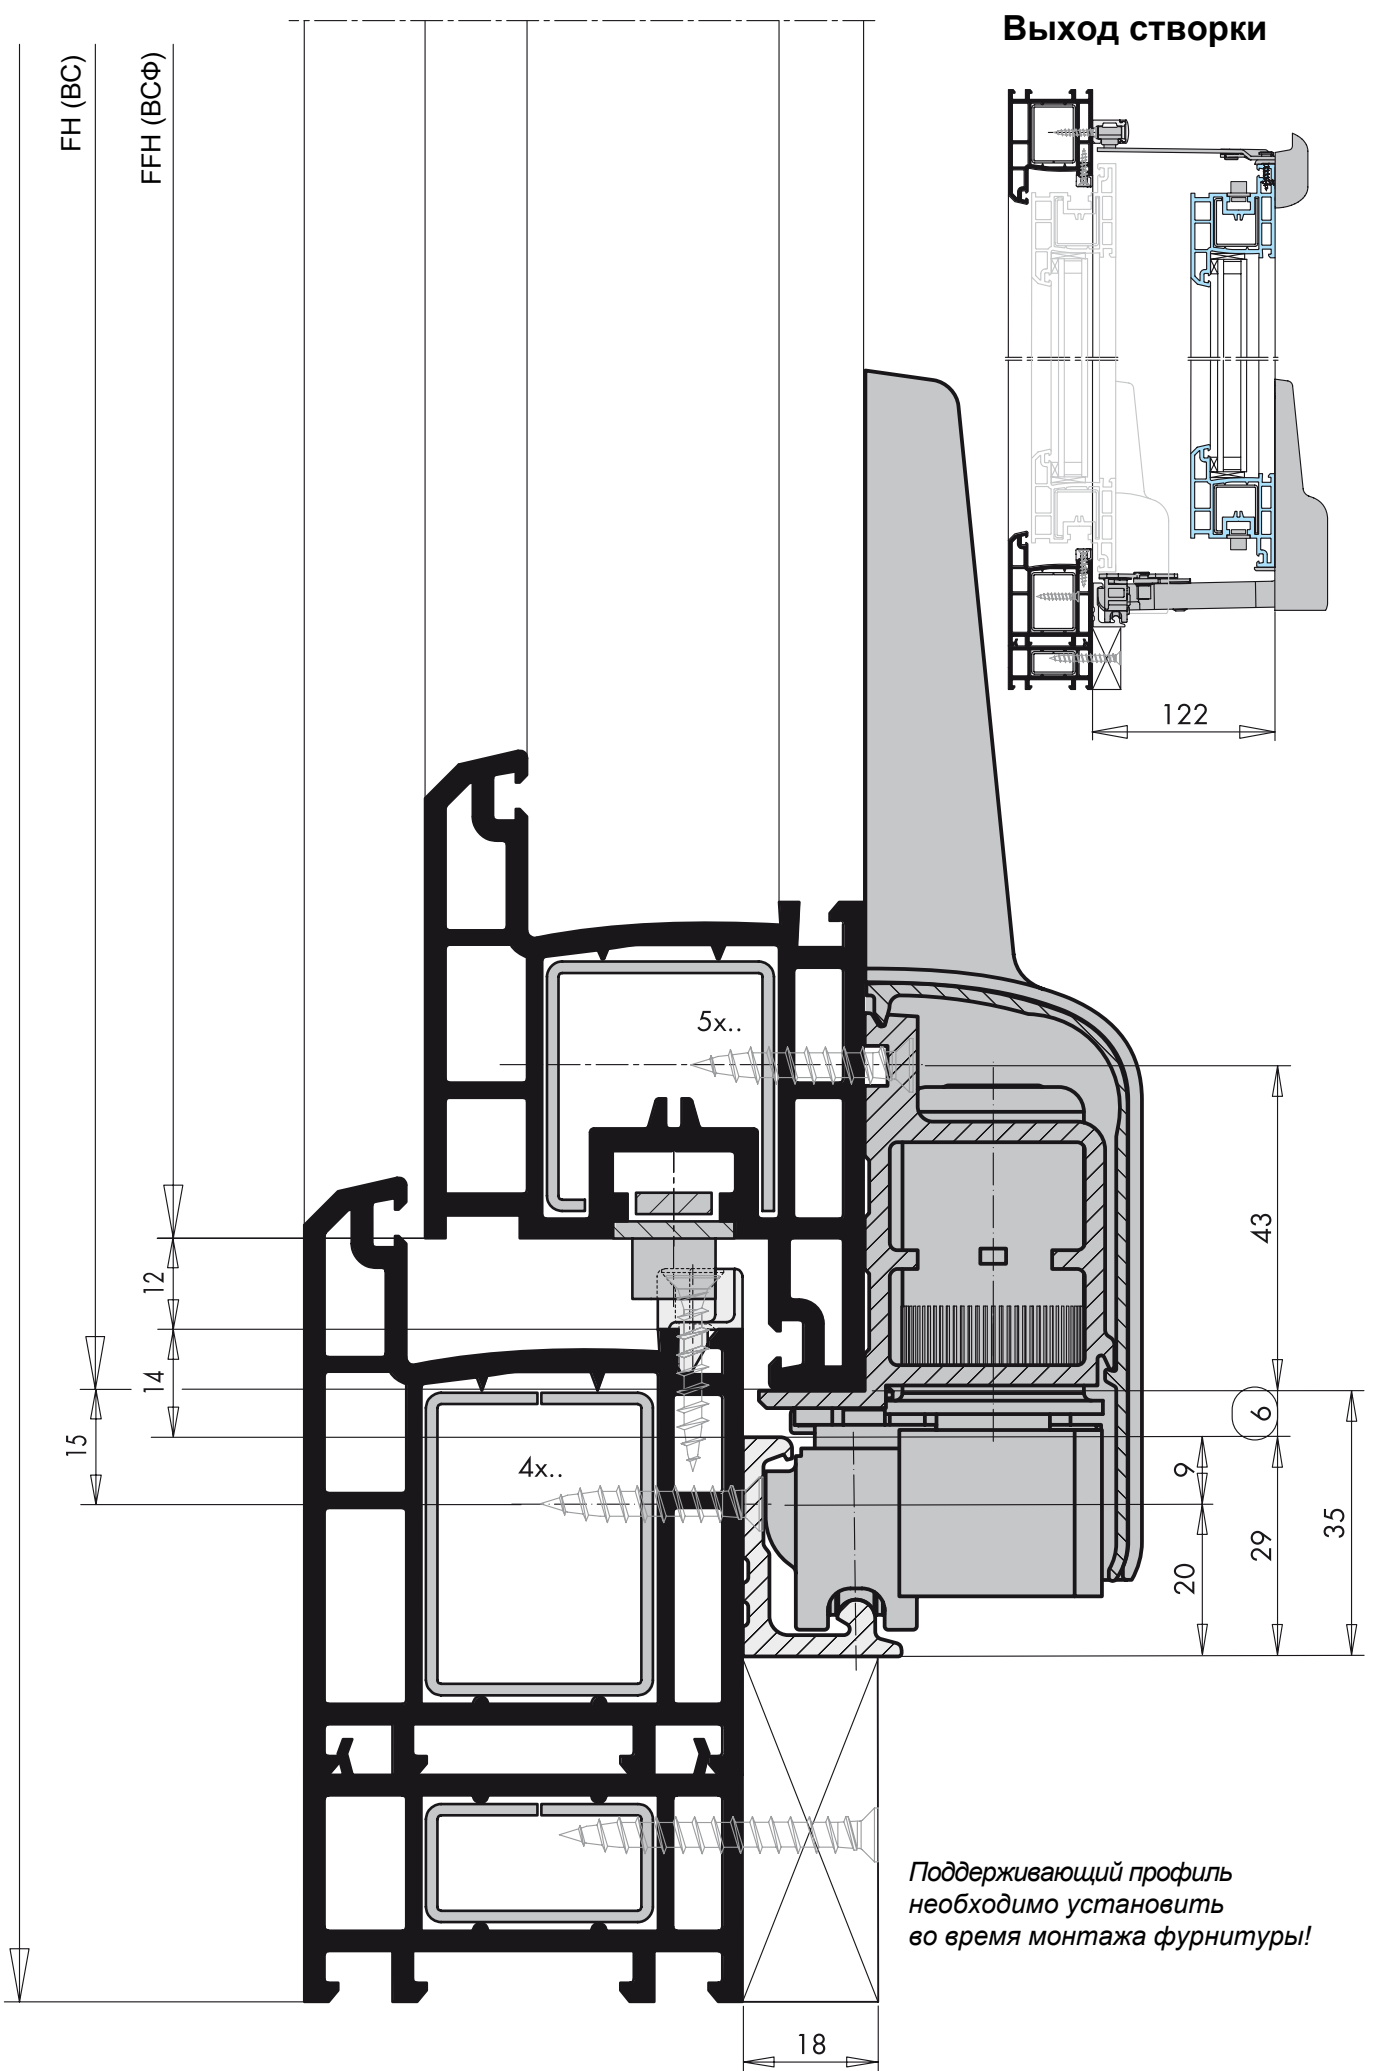 Выход створки
FH (ВС)
FFH (ВСФ)
122
5x..
43
12
14
15
6
4x..
9
35
29
20
Поддерживающий профиль
необходимо установить
во время монтажа фурнитуры!
18